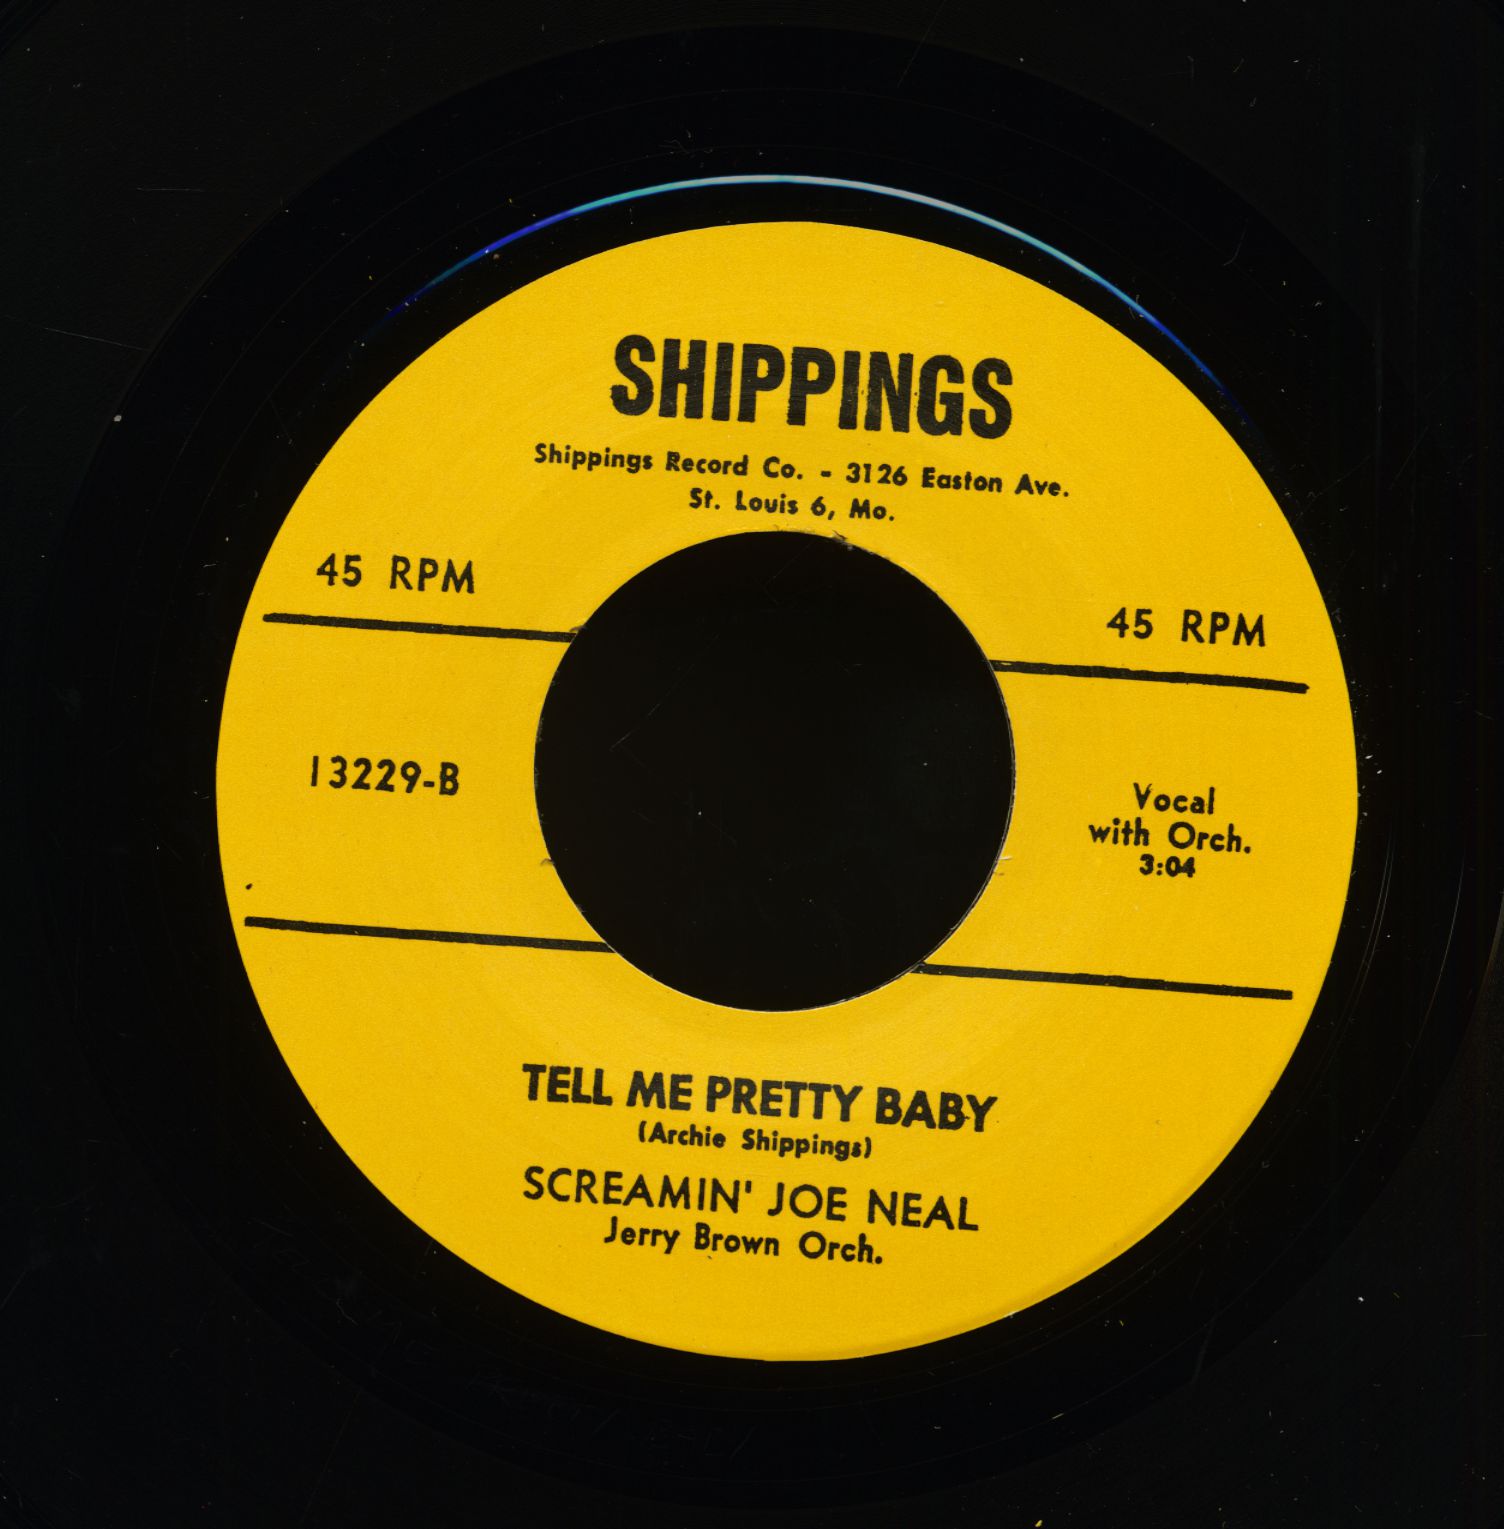 SHIPPINGS
Shippings Record Co. - 3126 Easton Ave.
St. Louis 6, Mo.
45 RPM
45 RPM
13229-B
Vocal
with Orch.
3:04
TELL ME PRETTY BABY
(Archie Shippings)
SCREAMIN' JOE NEAL
Jerry Brown Orch.